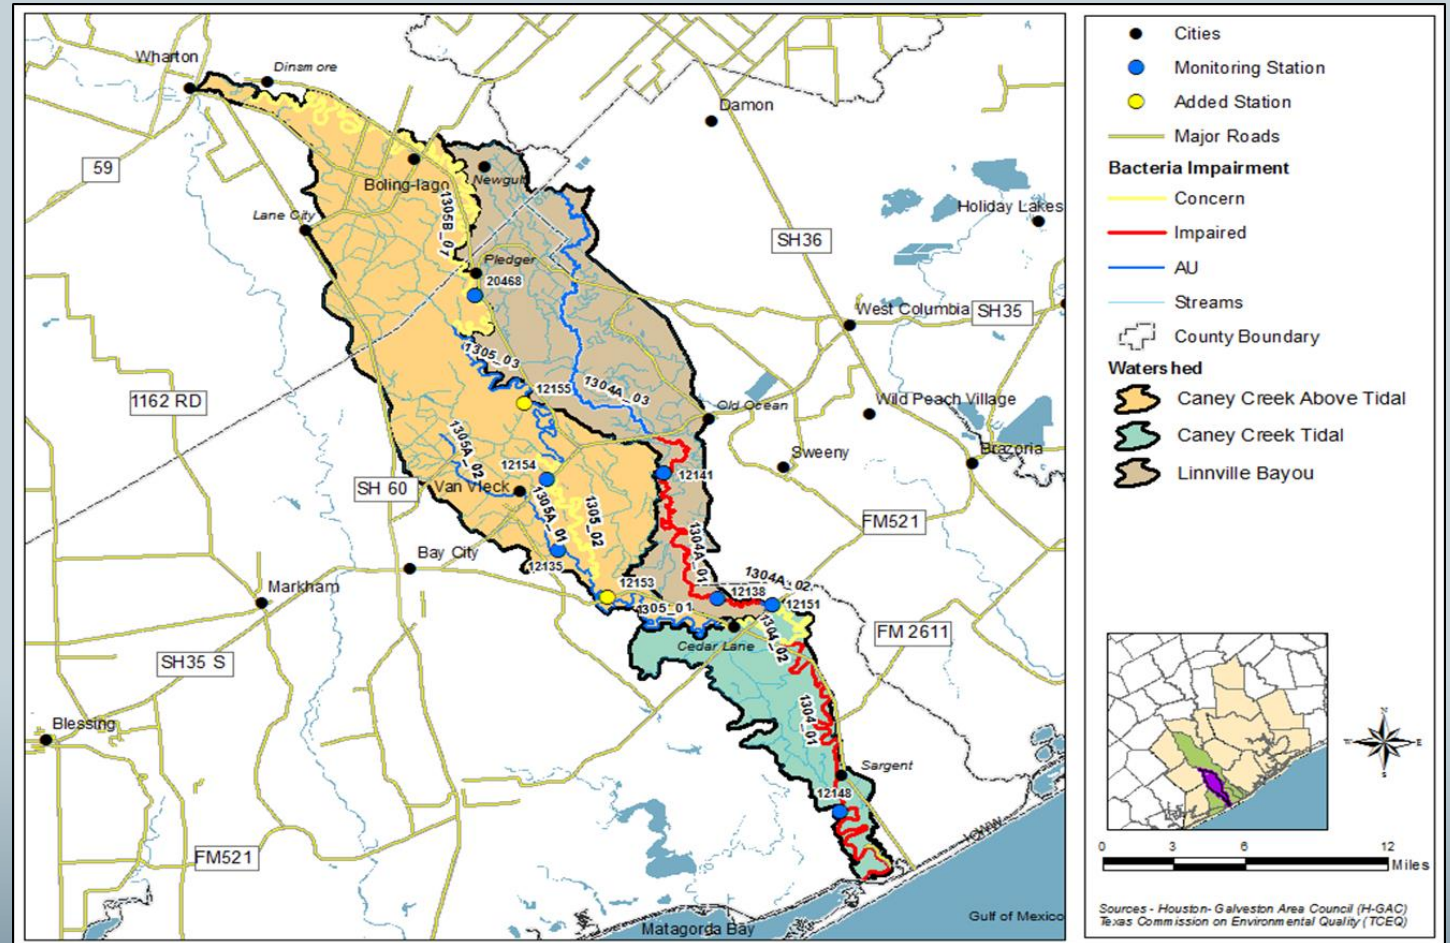 Wharton
Dinsmore
Damon
59
Boling-Iago
Newgulf
Lane City
1305B_01
Holiday Lakes
SH36
Pledger
20468
West Columbia
SH35
1305_03
12155
1304A_03
1162 RD
Old Ocean
Wild Peach Village
1305A_02
12154
12141
Sweeny
Brazoria
SH 60
Van Vleck
1305A_01
1305_02
FM521
1304A_01
Bay City
12135
12153
12138
1304A_02
12151
Markham
1305_01
Cedar Lane
1304_02
FM 2611
SH35 S
1304_01
Blessing
Sargent
12148
FM521
ICWW
Matagorda Bay
Gulf of Mexico
Cities
Monitoring Station
Added Station
Major Roads
Bacteria Impairment
Concern
Impaired
AU
Streams
County Boundary
Watershed
Caney Creek Above Tidal
Caney Creek Tidal
Linnville Bayou
N
W
E
S
0 3 6 12
Miles
Sources - Houston- Galveston Area Council (H-GAC)
Texas Commission on Environmental Quality (TCEQ)